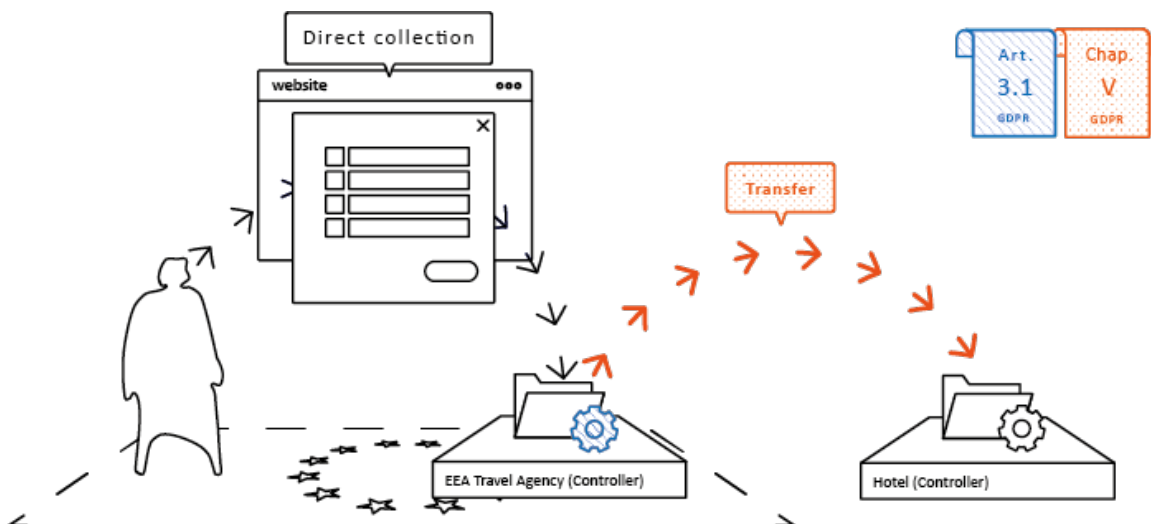 Direct collection
website
Art.
3.1
GDPR
Chap.
V
GDPR
Transfer
EEA Travel Agency (Controller)
Hotel (Controller)